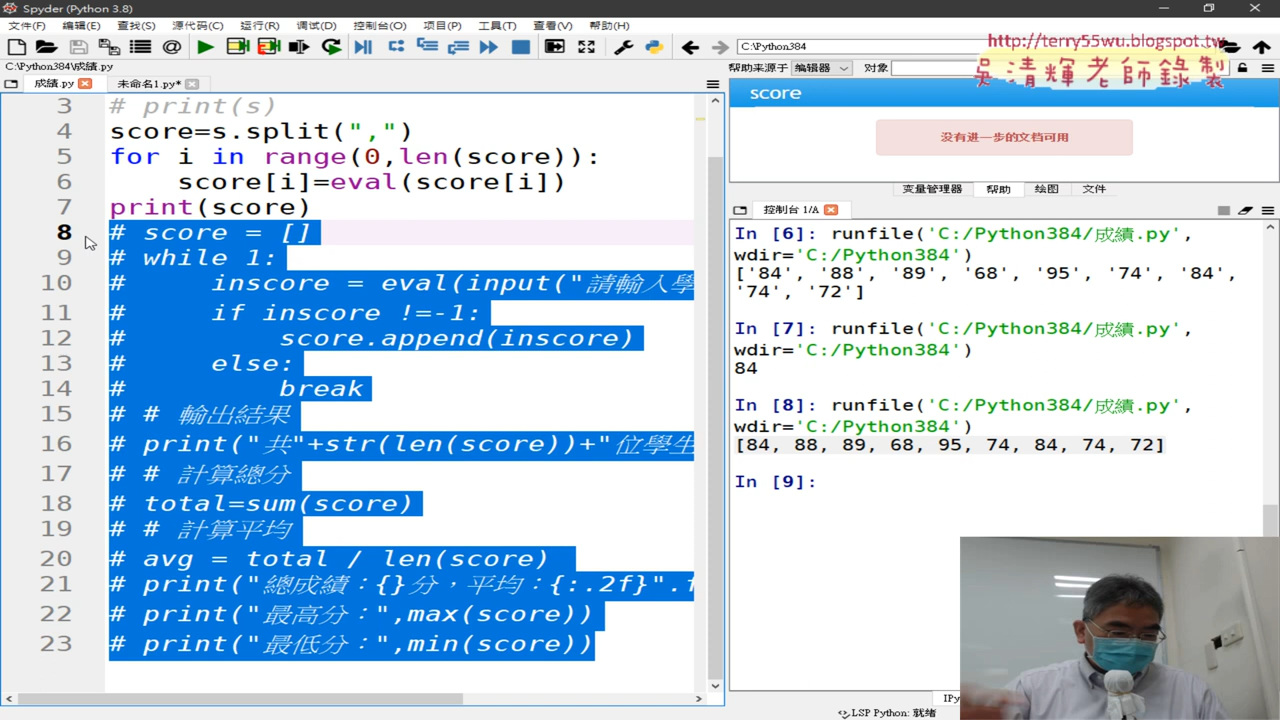 Spyder (Python 3.8)
文件(F) 编辑(E) 查找(S) 源代码(C) 运行(R) 调试(D) 控制台(O) 项目(P) 工具(T) 查看(V) 帮助(H)
C:\Python384
http://terry55wu.blogspot.tw
吳清輝老師錄製
C:\Python384\成績.py
帮助来源于 编辑器 对象
成績.py 未命名1.py*
score
没有进一步的文档可用
变量管理器 帮助 绘图 文件
控制台 1/A
3 # print(s)
4 score=s.split(",")
5 for i in range(0,len(score)):
6 score[i]=eval(score[i])
7 print(score)
8 # score = []
9 # while 1:
10 # inscore = eval(input("請輸入學
11 # if inscore !=-1:
12 # score.append(inscore)
13 # else:
14 # break
15 # # 輸出結果
16 # print("共"+str(len(score))+"位學生
17 # # 計算總分
18 # total=sum(score)
19 # # 計算平均
20 # avg = total / len(score)
21 # print("總成績：{}分，平均：{:.2f}".f
22 # print("最高分：",max(score))
23 # print("最低分：",min(score))
In [6]: runfile('C:/Python384/成績.py',
wdir='C:/Python384')
['84', '88', '89', '68', '95', '74', '84',
'74', '72']
In [7]: runfile('C:/Python384/成績.py',
wdir='C:/Python384')
84
In [8]: runfile('C:/Python384/成績.py',
wdir='C:/Python384')
[84, 88, 89, 68, 95, 74, 84, 74, 72]
In [9]:
IPy
LSP Python: 就绪